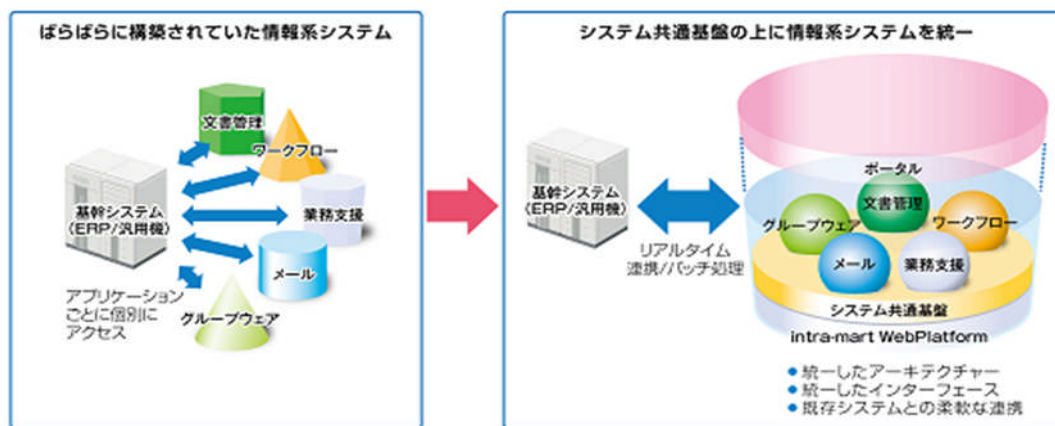 ばらばらに構築されていた情報系システム
文書管理
ワークフロー
基幹システム
（ERP/汎用機）
業務支援
メール
アプリケーション
ごとに個別に
アクセス
グループウェア
システム共通基盤の上に情報系システムを統一
基幹システム
（ERP/汎用機）
リアルタイム
連携/バッチ処理
ポータル
文書管理
グループウェア
ワークフロー
メール
業務支援
システム共通基盤
intra-mart WebPlatform
● 統一したアーキテクチャー
● 統一したインターフェース
● 既存システムとの柔軟な連携